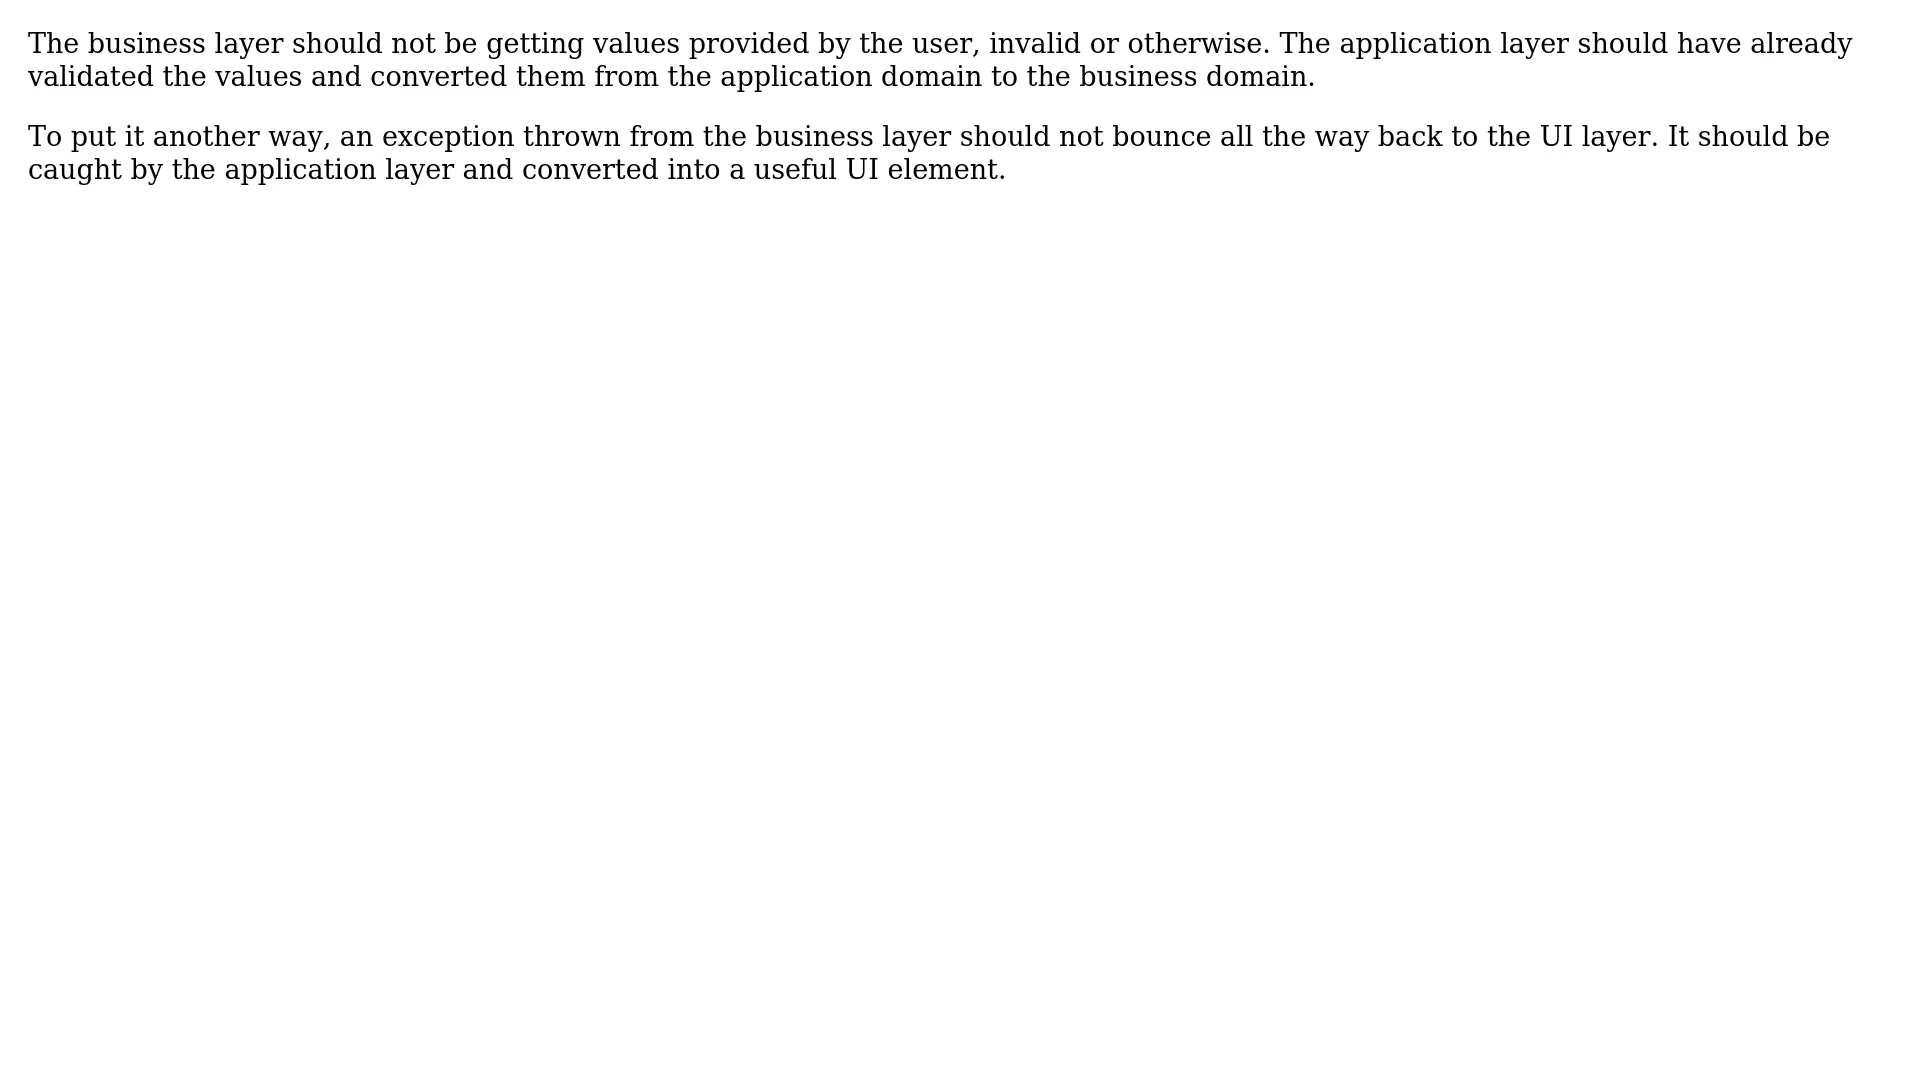 The business layer should not be getting values provided by the user, invalid or otherwise. The application layer should have already
validated the values and converted them from the application domain to the business domain.
To put it another way, an exception thrown from the business layer should not bounce all the way back to the UI layer. It should be
caught by the application layer and converted into a useful UI element.